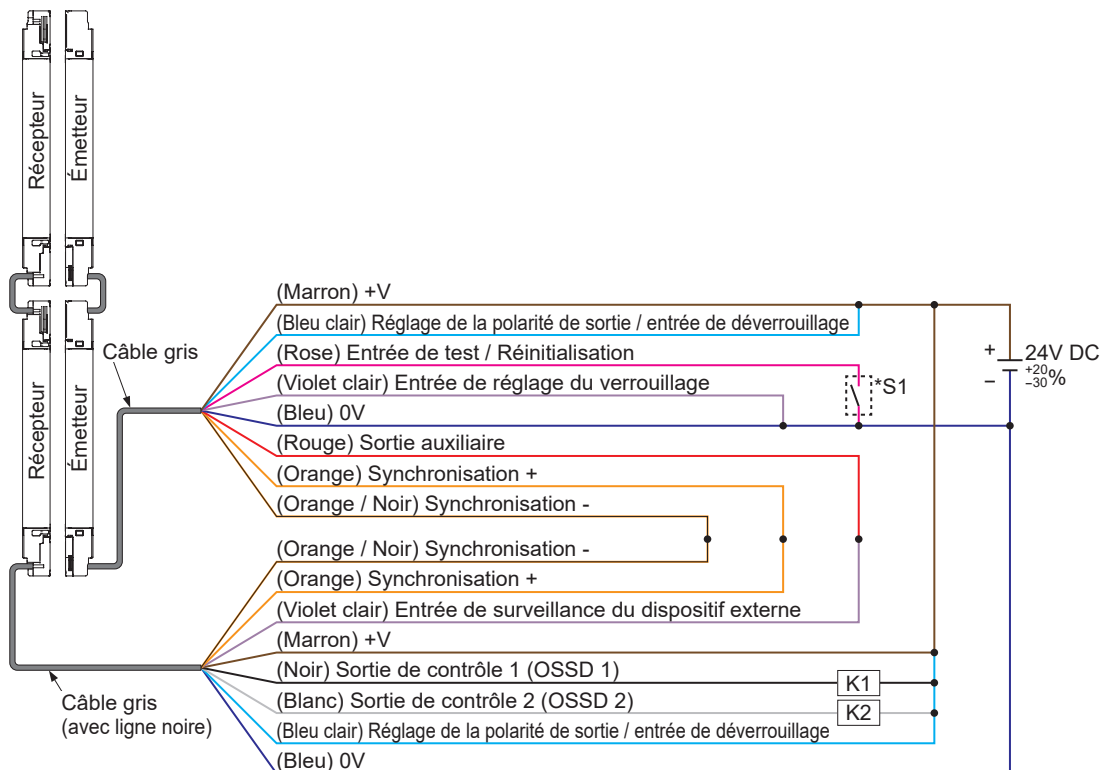 Récepteur
Émetteur
Récepteur
Émetteur
Câble gris
(Marron) +V
(Bleu clair) Réglage de la polarité de sortie / entrée de déverrouillage
(Rose) Entrée de test / Réinitialisation
(Violet clair) Entrée de réglage du verrouillage
(Bleu) 0V
(Rouge) Sortie auxiliaire
(Orange) Synchronisation +
(Orange / Noir) Synchronisation -
*S1
+
−
24V DC
+20
−30%
(Orange / Noir) Synchronisation -
(Orange) Synchronisation +
(Violet clair) Entrée de surveillance du dispositif externe
(Marron) +V
(Noir) Sortie de contrôle 1 (OSSD 1)
K1
(Blanc) Sortie de contrôle 2 (OSSD 2)
K2
(Bleu clair) Réglage de la polarité de sortie / entrée de déverrouillage
(Bleu) 0V
Câble gris
(avec ligne noire)